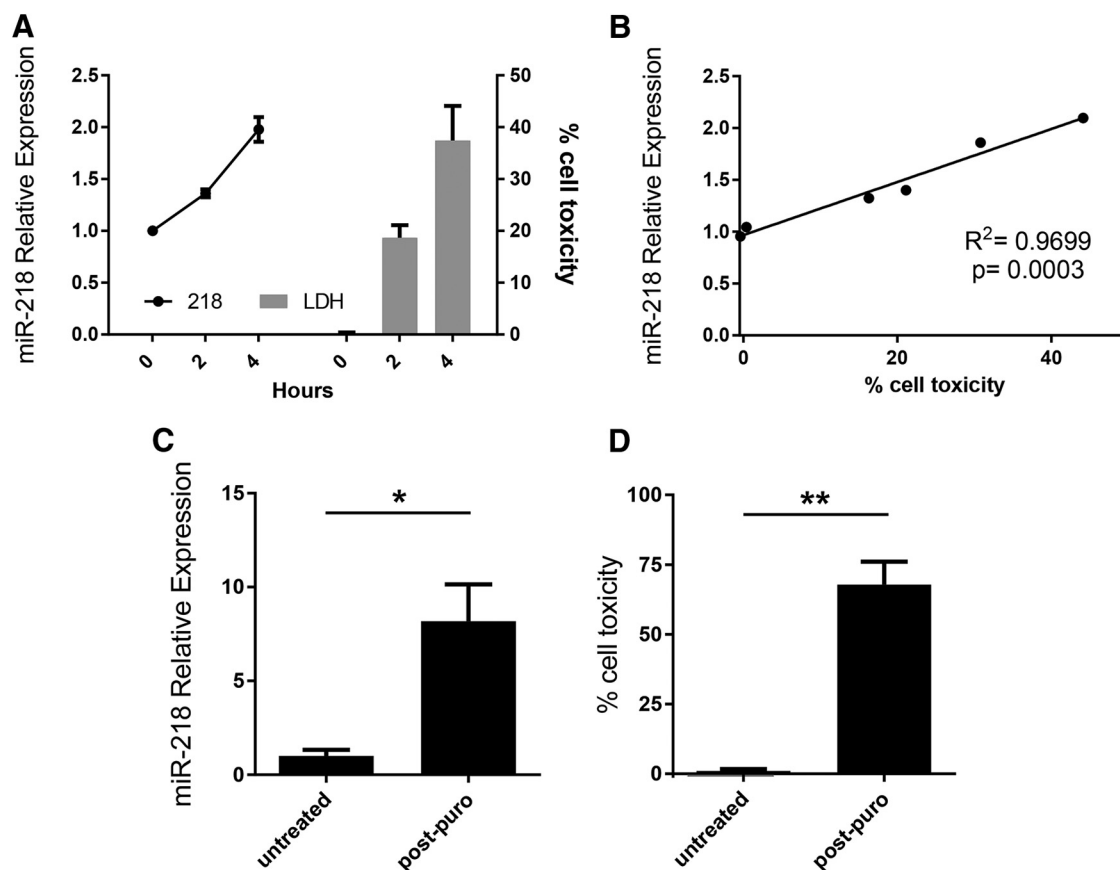 A
miR-218 Relative Expression
2.5
2.0
1.5
1.0
0.5
0.0
218
LDH
0
2
4
0
2
4
Hours
50
40
30
20
10
0
% cell toxicity
B
miR-218 Relative Expression
2.5
2.0
1.5
1.0
0.5
0.0
R²= 0.9699
p= 0.0003
0
20
40
% cell toxicity
C
miR-218 Relative Expression
15
10
5
0
*
untreated
post-puro
D
% cell toxicity
100
75
50
25
0
**
untreated
post-puro